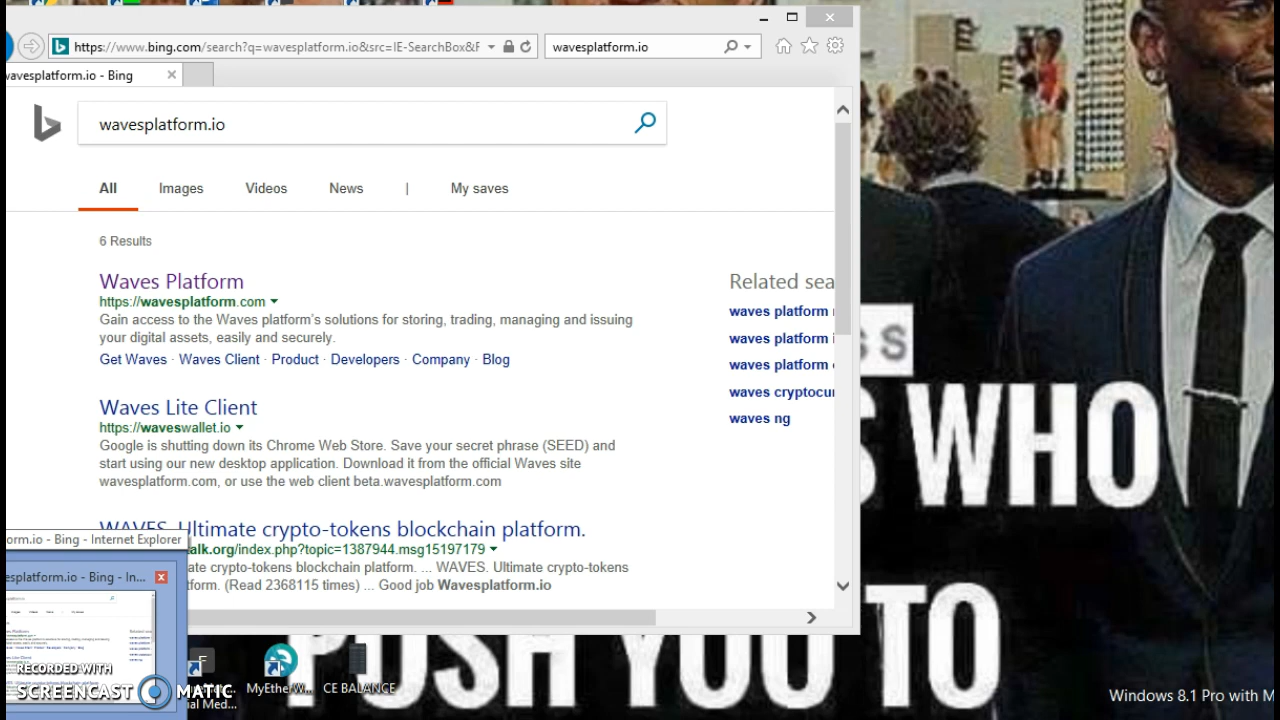 https://www.bing.com/search?q=wavesplatform.io&src=IE-SearchBox&F
wavesplatform.io
wavesplatform.io - Bing
wavesplatform.io
All
Images
Videos
News
|
My saves
6 Results
Waves Platform
https://wavesplatform.com
Gain access to the Waves platform's solutions for storing, trading, managing and issuing
your digital assets, easily and securely.
Get Waves · Waves Client · Product · Developers · Company · Blog
Waves Lite Client
https://waveswallet.io
Google is shutting down its Chrome Web Store. Save your secret phrase (SEED) and
start using our new desktop application. Download it from the official Waves site
wavesplatform.com, or use the web client beta.wavesplatform.com
WAVES. Ultimate crypto-tokens blockchain platform.
alk.org/index.php?topic=1387944.msg15197179
ate crypto-tokens blockchain platform. ... WAVES. Ultimate crypto-tokens
tform. (Read 2368115 times) ... Good job Wavesplatform.io
Related sea
waves platform
waves platform
waves platform
waves cryptocur
waves ng
orm.io - Bing - Internet Explorer
esplatform.io - Bing - In...
RECORDED WITH
SCREENCAST MATIC
ial Med...
MyEtherW...
CE BALANCE
SS
S WHO
PUSH YOU TO
Windows 8.1 Pro with M